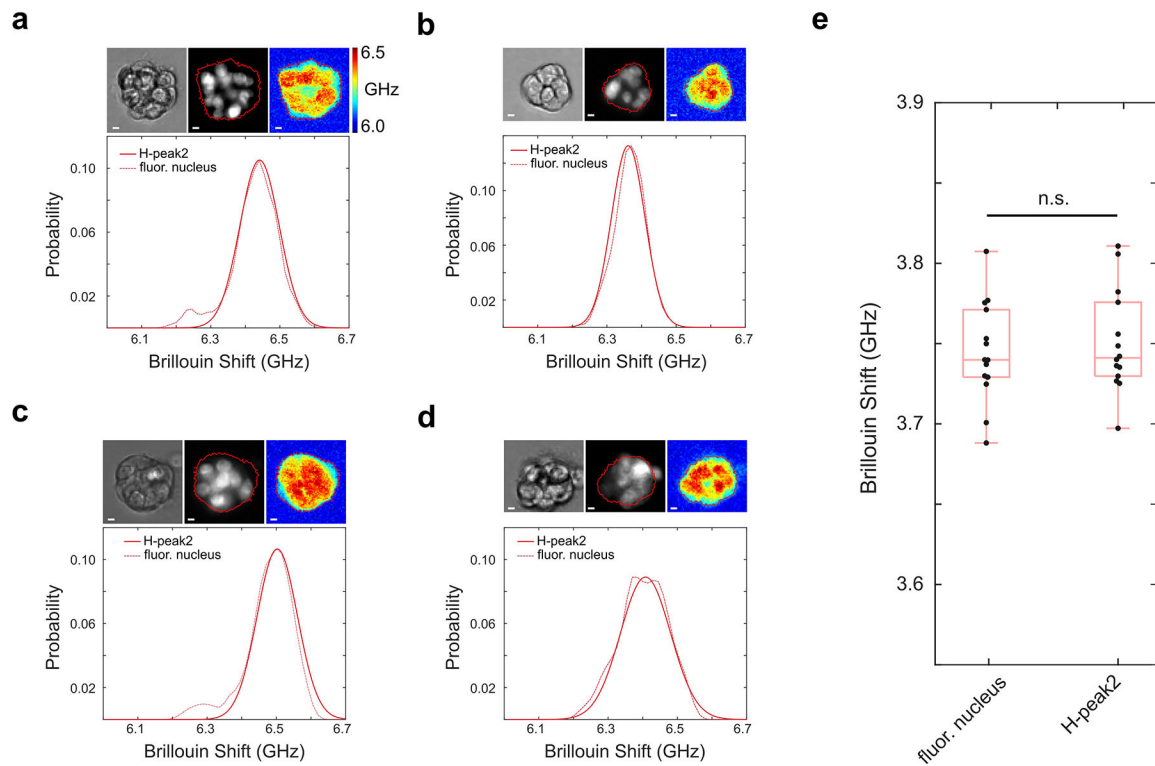 a
6.5
GHz
6.0
H-peak2
fluor. nucleus
0.10
0.06
0.02
Probability
6.1
6.3
6.5
6.7
Brillouin Shift (GHz)
b
H-peak2
fluor. nucleus
0.10
0.06
0.02
Probability
6.1
6.3
6.5
6.7
Brillouin Shift (GHz)
c
H-peak2
fluor. nucleus
0.10
0.06
0.02
Probability
6.1
6.3
6.5
6.7
Brillouin Shift (GHz)
d
H-peak2
fluor. nucleus
0.10
0.06
0.02
Probability
6.1
6.3
6.5
6.7
Brillouin Shift (GHz)
e
3.9
3.8
3.7
3.6
Brillouin Shift (GHz)
n.s.
fluor. nucleus
H-peak2